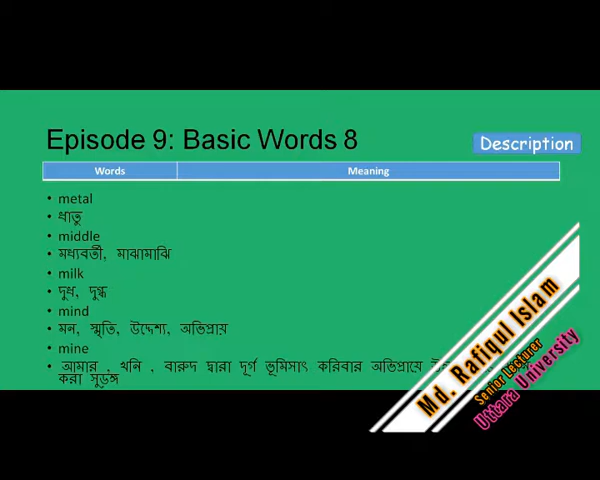 Episode 9: Basic Words 8
Description
Words
Meaning
metal
ধাতু
middle
মধ্যবর্তী, মাঝামাঝি
milk
দুধ, দুগ্ধ
mind
মন, স্মৃতি, উদ্দেশ্য, অভিপ্রায়
mine
আমার , খনি , বারুদ দ্বারা দূর্গ ভূমিসাৎ করিবার অভিপ্রায়ে
করা সুড়ঙ্গ
Md. Rafiqul Islam
Senior Lecturer
Uttara University